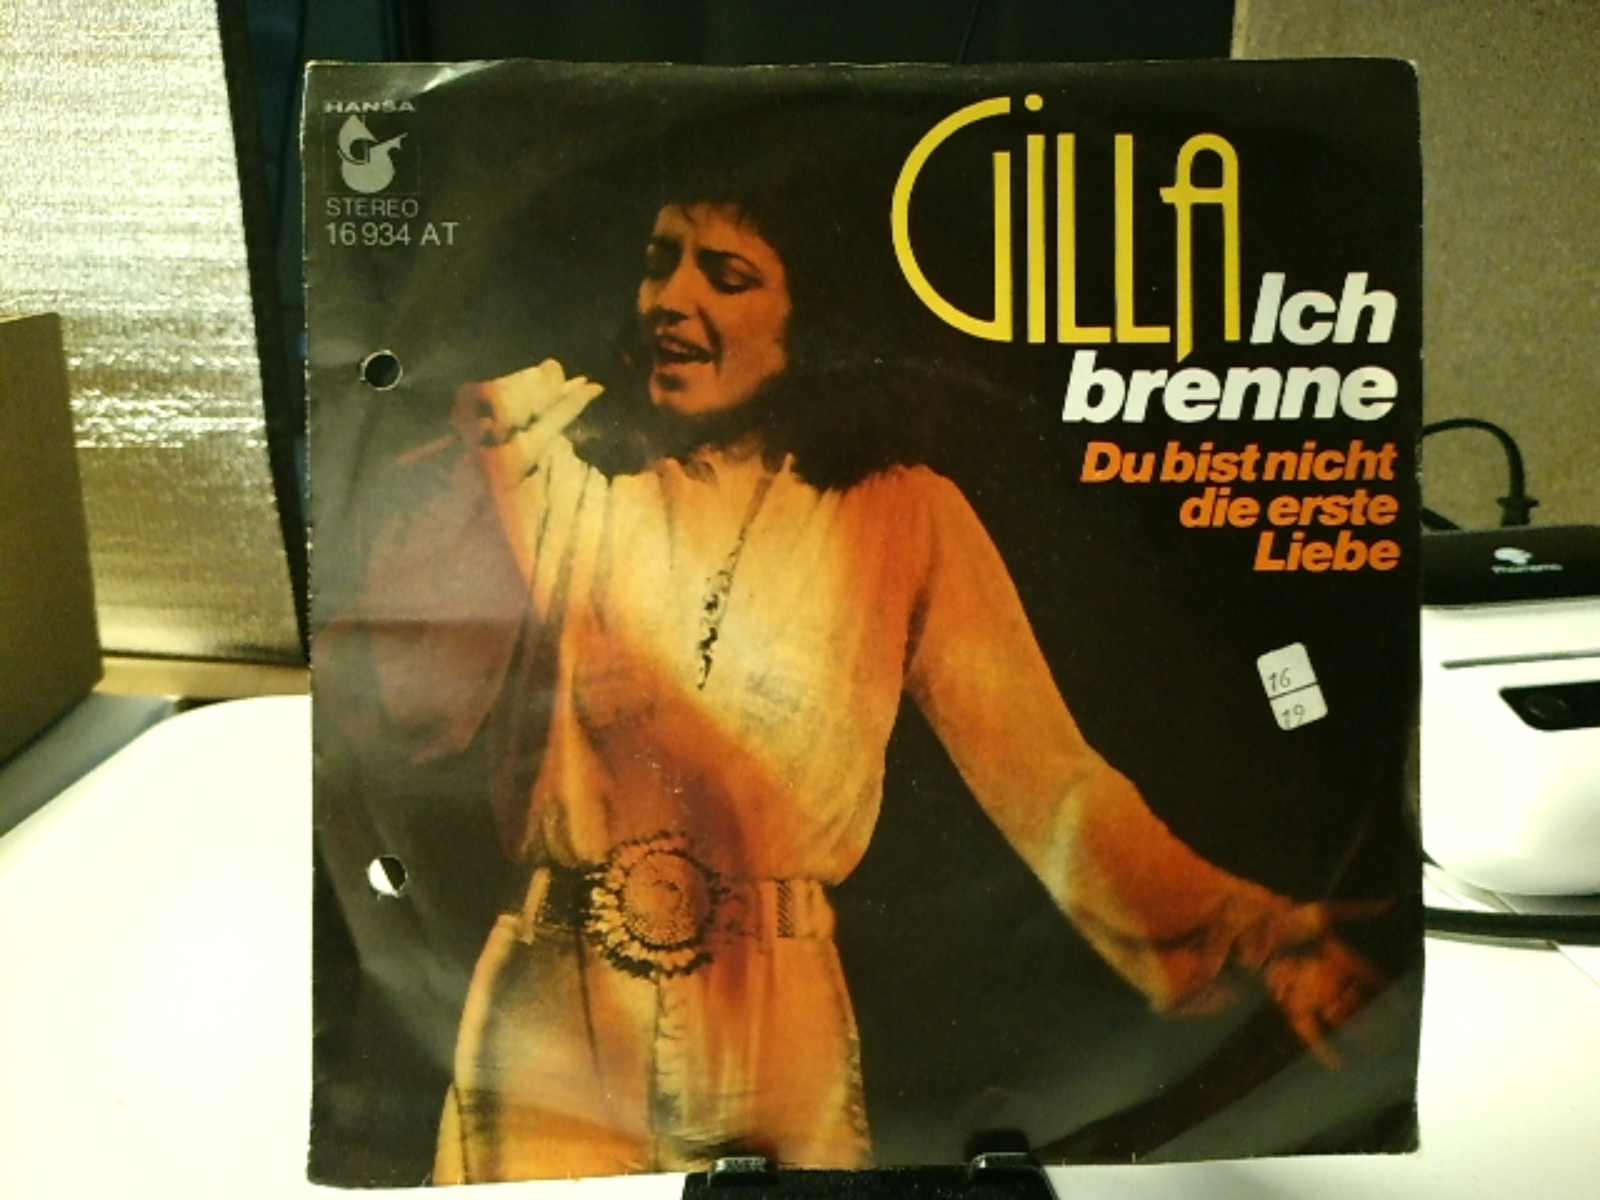 HANSA
STEREO
16 934 AT
GiLLA
Ich
brenne
Du bist nicht
die erste
Liebe
16
19